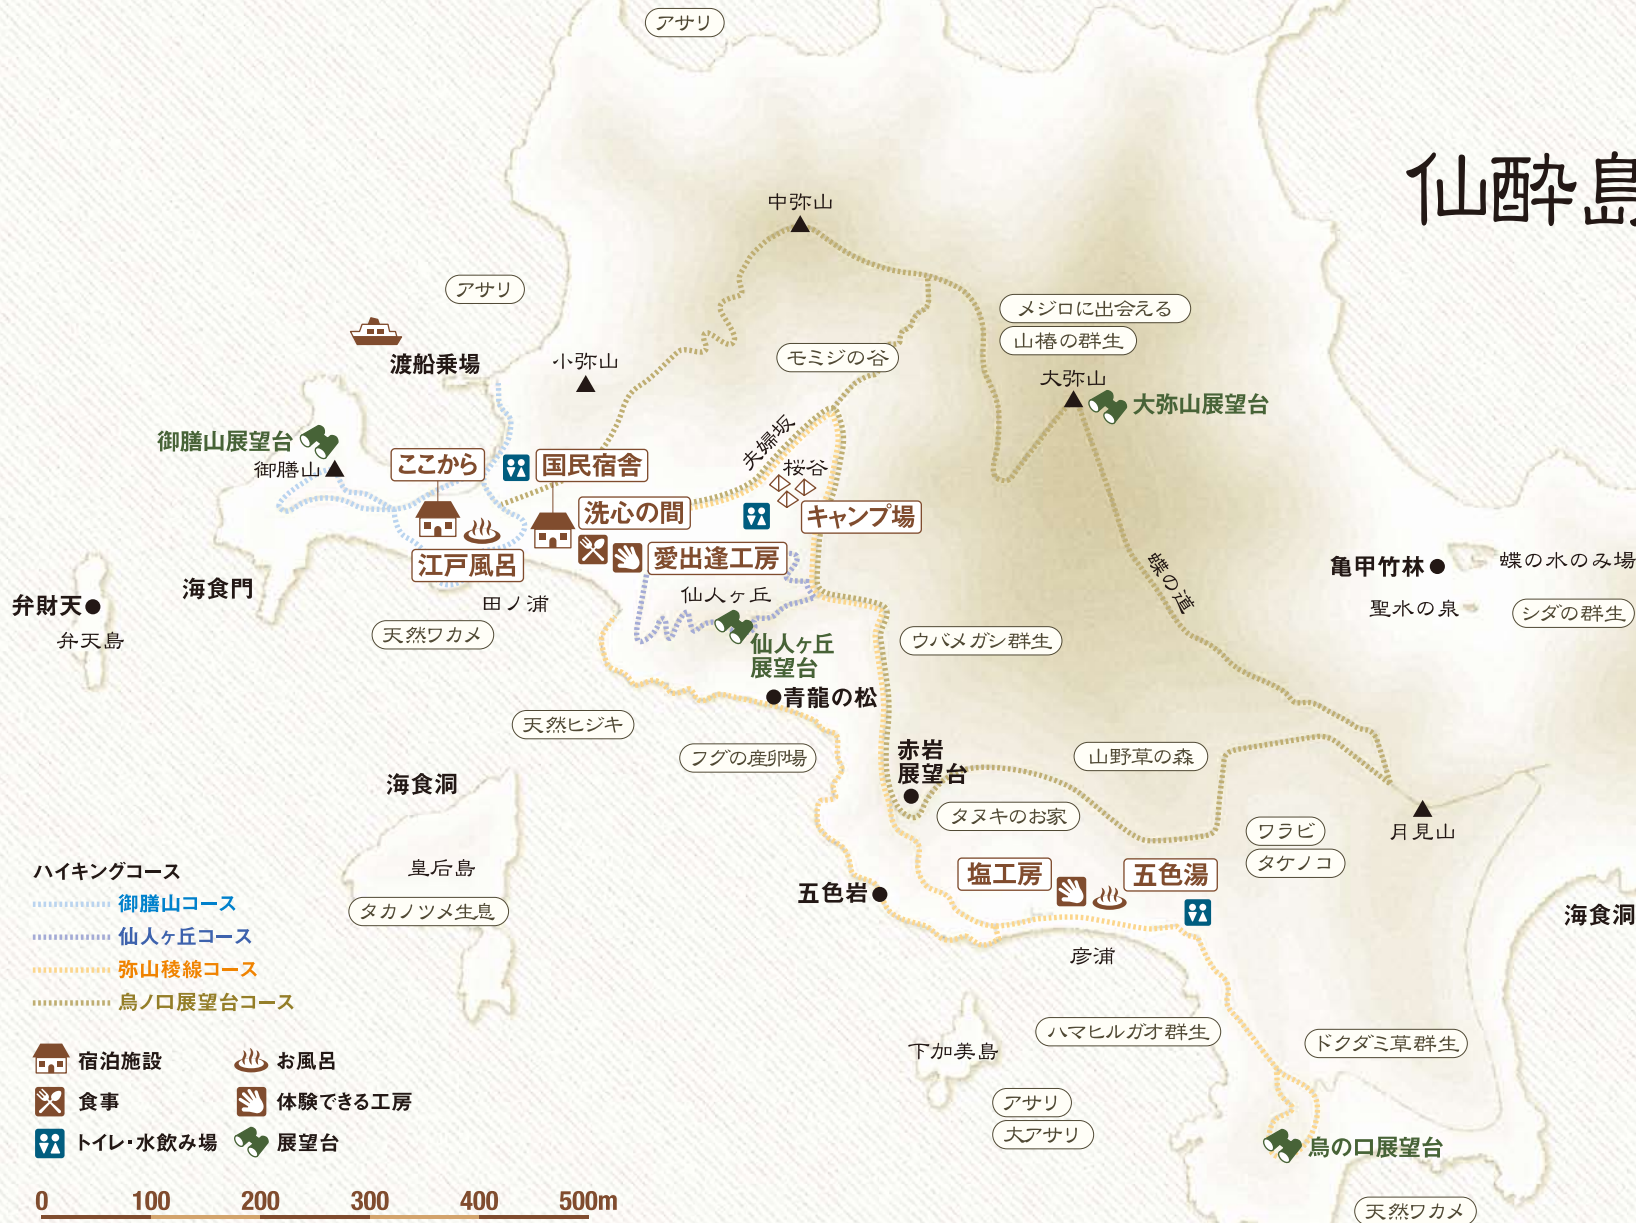 アサリ
仙酔島
中弥山
アサリ
メジロに出会える
山椿の群生
渡船乗場
小弥山
モミジの谷
大弥山
大弥山展望台
御膳山展望台
御膳山
ここから
国民宿舎
夫婦坂
桜谷
洗心の間
キャンプ場
江戸風呂
愛出逢工房
蝶の道
亀甲竹林
蝶の水のみ場
海食門
弁財天
田ノ浦
仙人ヶ丘
聖水の泉
シダの群生
弁天島
天然ワカメ
仙人ヶ丘
展望台
ウバメガシ群生
青龍の松
天然ヒジキ
フグの産卵場
赤岩
展望台
山野草の森
海食洞
タヌキのお家
ワラビ
月見山
タケノコ
皇后島
塩工房
五色湯
五色岩
タカノツメ生息
海食洞
彦浦
ハイキングコース
御膳山コース
仙人ヶ丘コース
弥山稜線コース
烏ノ口展望台コース
ハマヒルガオ群生
ドクダミ草群生
下加美島
アサリ
大アサリ
烏の口展望台
宿泊施設
お風呂
食事
体験できる工房
トイレ・水飲み場
展望台
0 100 200 300 400 500m
天然ワカメ